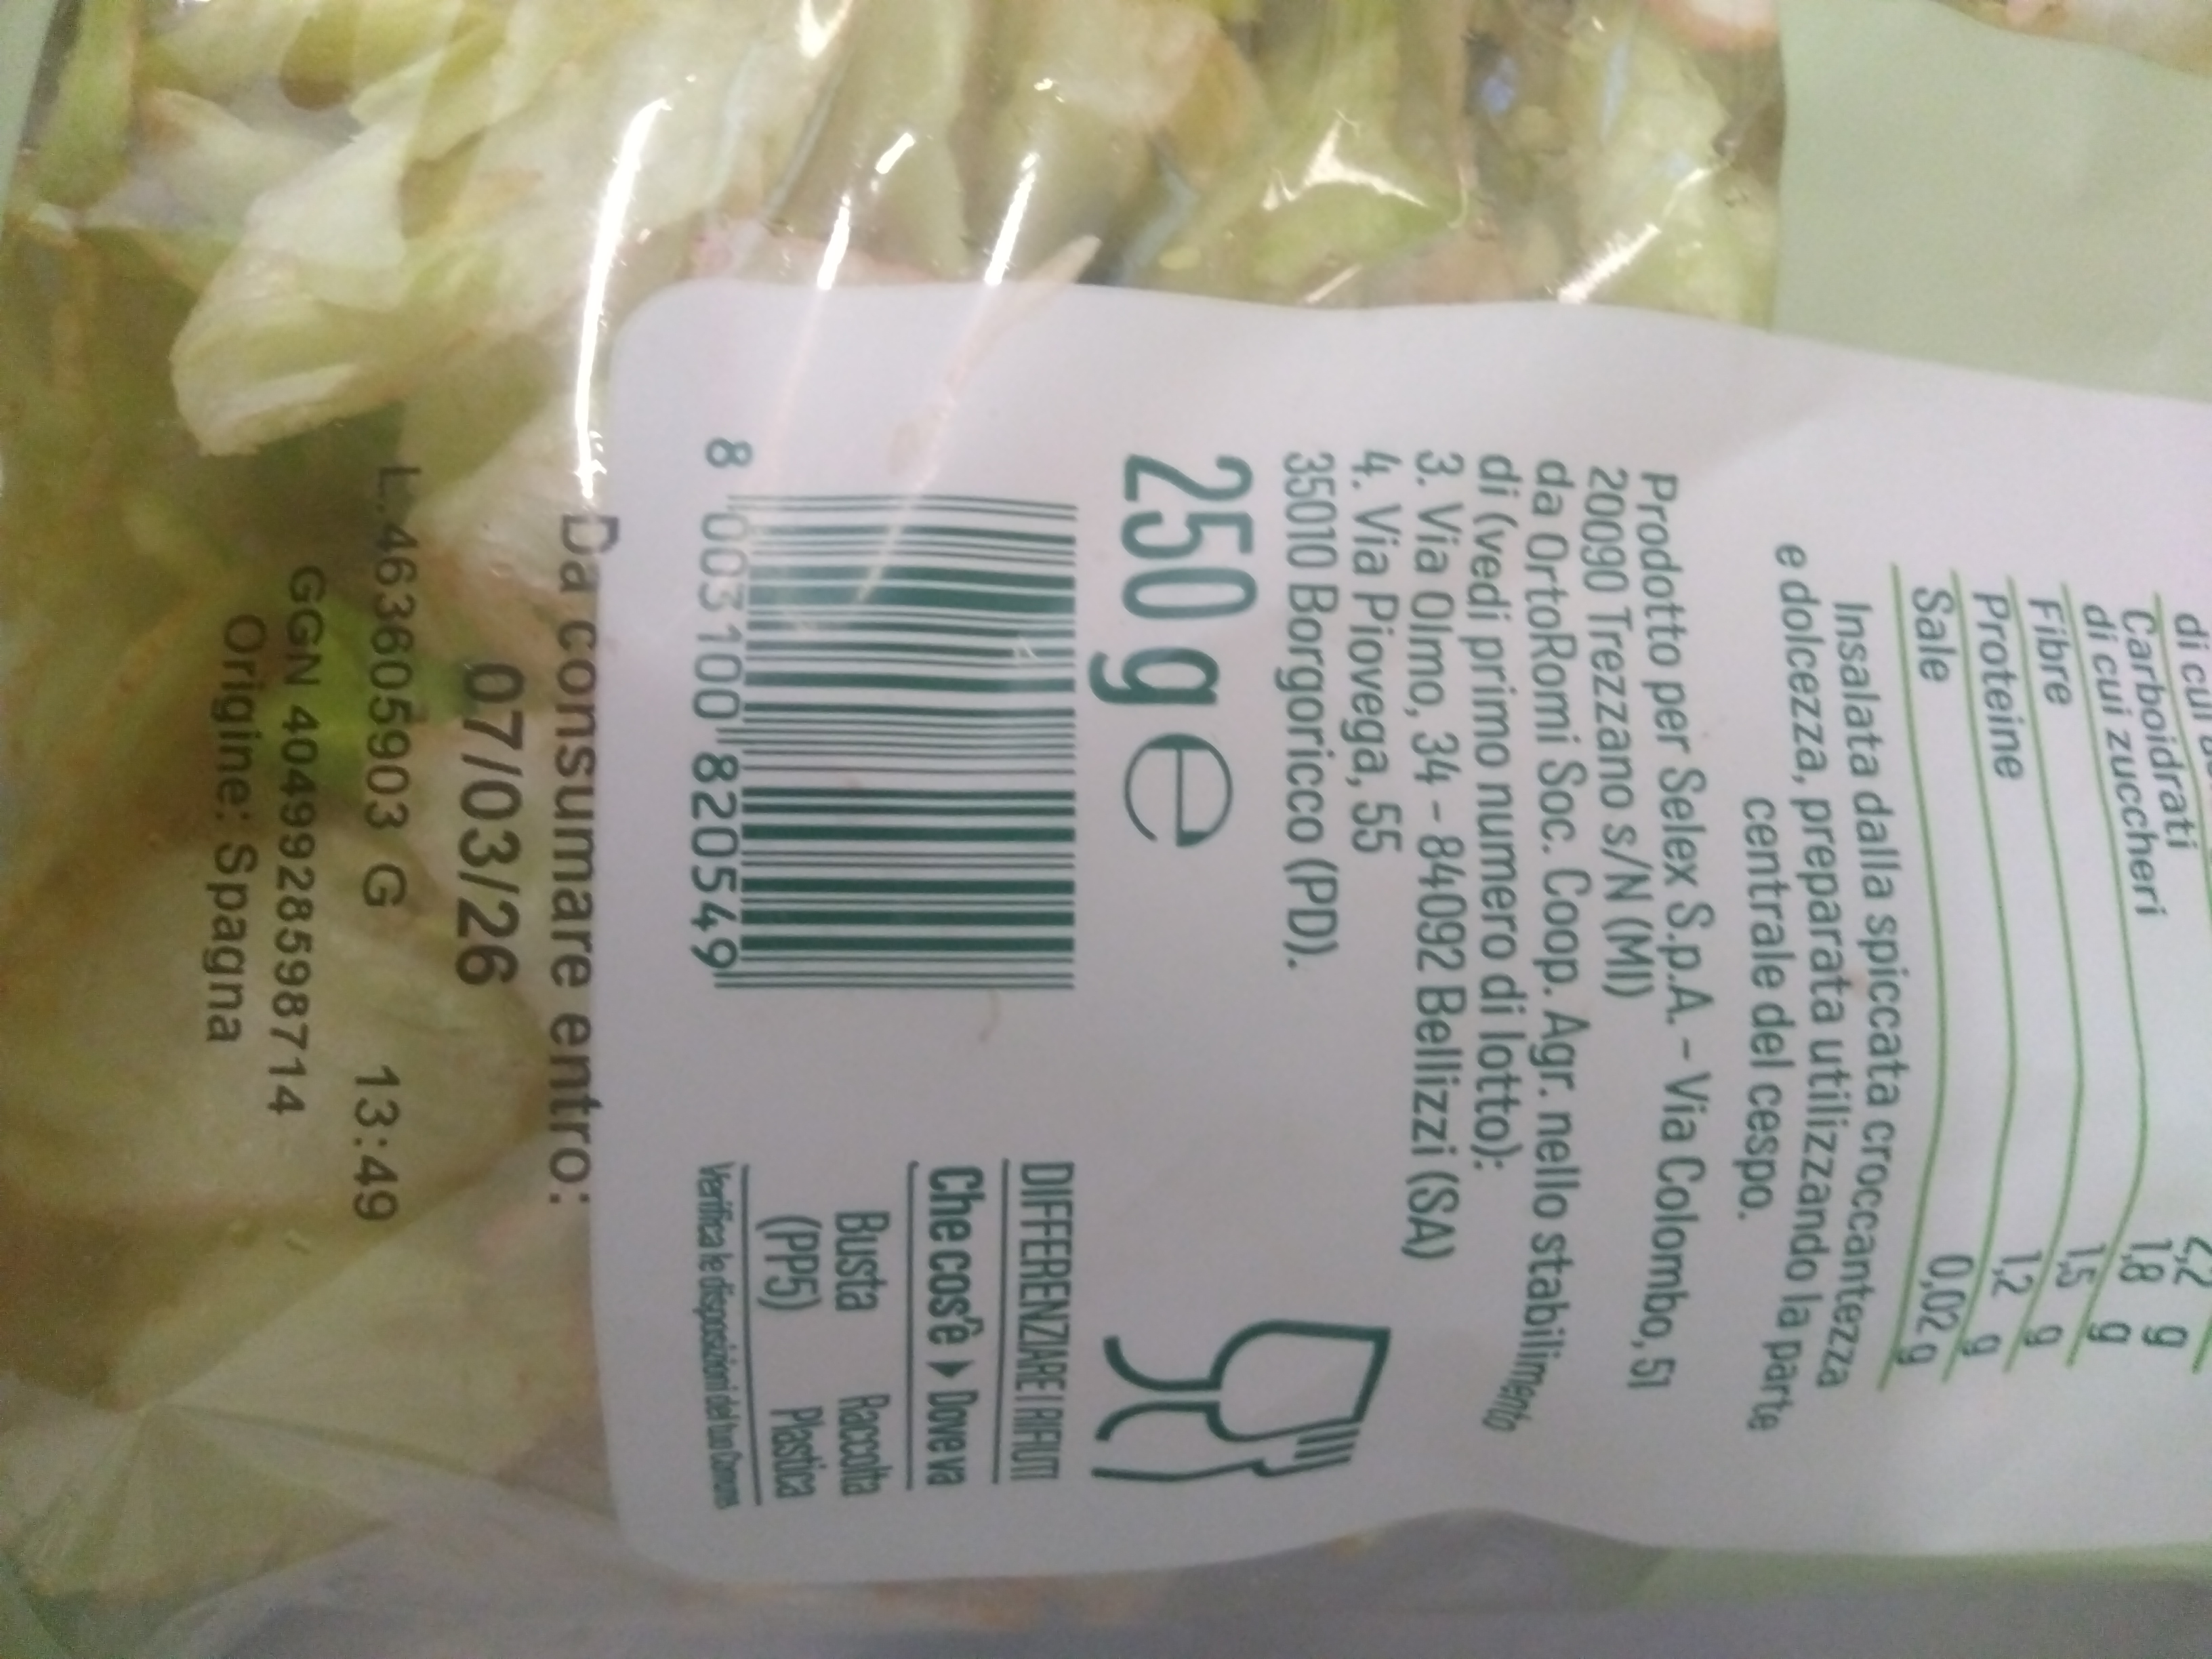 Carboidrati 2,2 g
di cui zuccheri 1,8 g
Fibre 1,5 g
Proteine 1,2 g
Sale 0,02 g
Insalata dalla spiccata croccantezza
e dolcezza, preparata utilizzando la parte
centrale del cespo.
Prodotto per Selex S.p.A. - Via Colombo, 51
20090 Trezzano s/N (MI)
da OrtoRomi Soc. Coop. Agr. nello stabilimento
di (vedi primo numero di lotto):
3. Via Olmo, 34 - 84092 Bellizzi (SA)
4. Via Piovega, 55
35010 Borgoricco (PD).
250 g ℮
8 003100 820549
DIFFERENZIARE I RIFIUTI
Che cos'è Dove va
Busta Raccolta
(PP5) Plastica
Verifica le disposizioni del tuo Comune
Da consumare entro:
07/03/26
L.463605903 G 13:49
GGN 4049928598714
Origine: Spagna